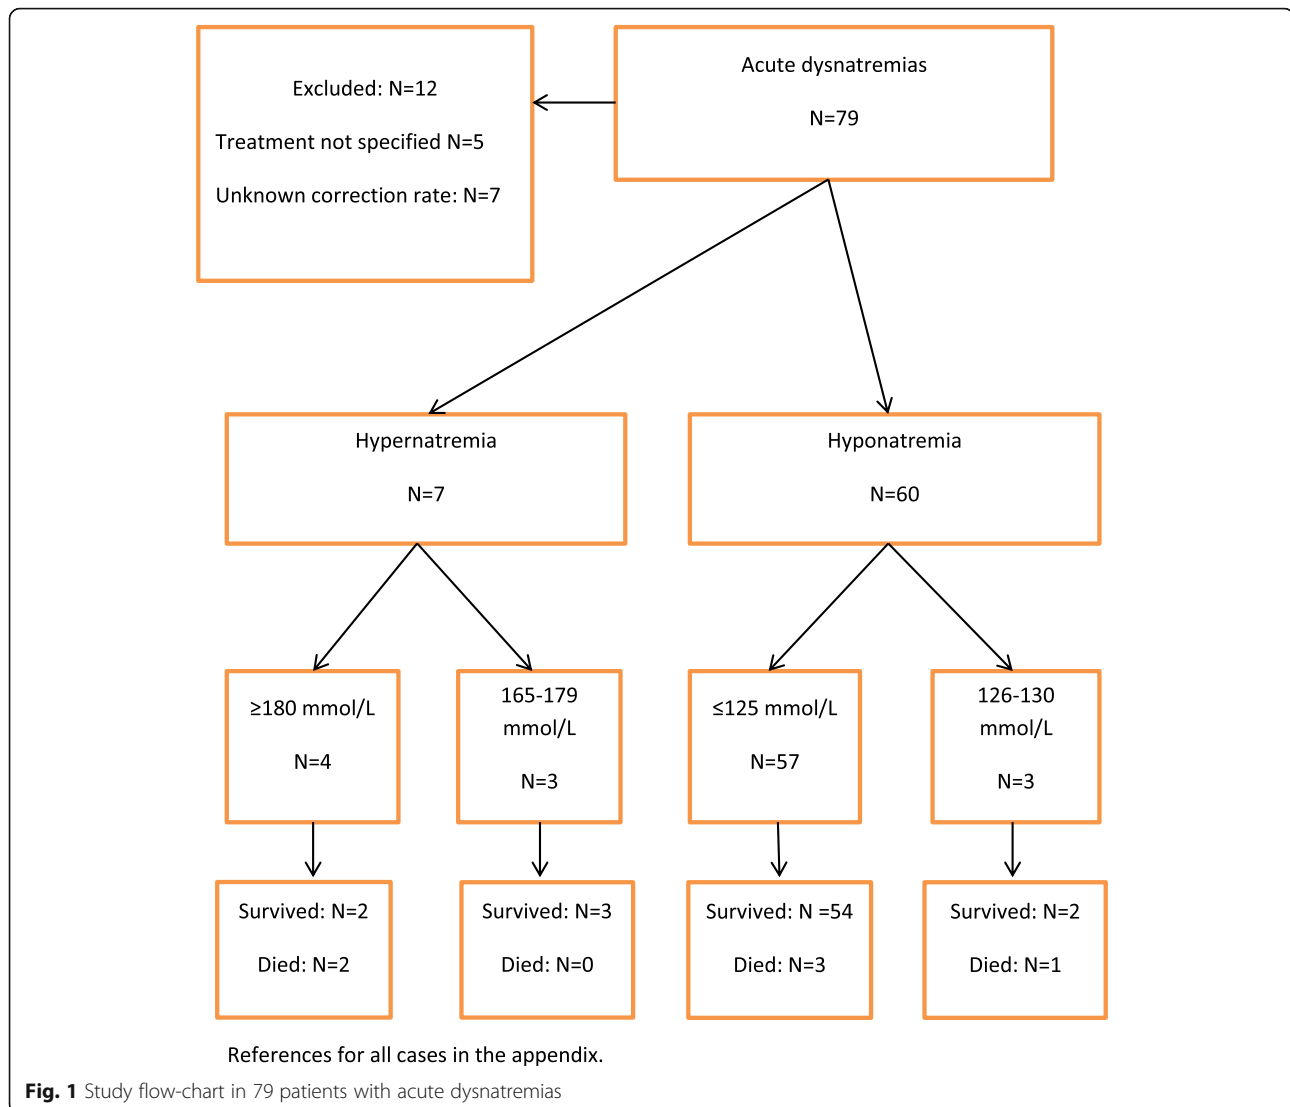 Acute dysnatremias
N=79
Excluded: N=12
Treatment not specified N=5
Unknown correction rate: N=7
Hypernatremia
N=7
Hyponatremia
N=60
≥180 mmol/L
N=4
165-179
mmol/L
N=3
≤125 mmol/L
N=57
126-130
mmol/L
N=3
Survived: N=2
Died: N=2
Survived: N=3
Died: N=0
Survived: N =54
Died: N=3
Survived: N=2
Died: N=1
References for all cases in the appendix.
Fig. 1 Study flow-chart in 79 patients with acute dysnatremias